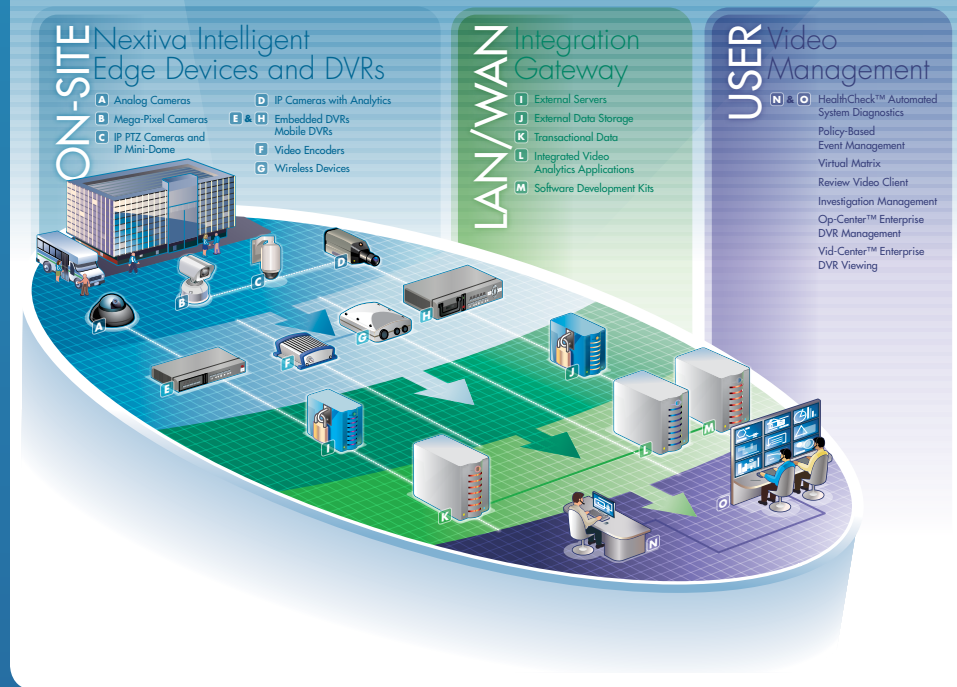 ON-SITE
Nextiva Intelligent
Edge Devices and DVRs
A Analog Cameras
B Mega-Pixel Cameras
C IP PTZ Cameras and
IP Mini-Dome
D IP Cameras with Analytics
E & H Embedded DVRs
Mobile DVRs
F Video Encoders
G Wireless Devices
LAN/WAN
Integration
Gateway
I External Servers
J External Data Storage
K Transactional Data
L Integrated Video
Analytics Applications
M Software Development Kits
USER
Video
Management
N & O HealthCheck™ Automated
System Diagnostics
Policy-Based
Event Management
Virtual Matrix
Review Video Client
Investigation Management
Op-Center™ Enterprise
DVR Management
Vid-Center™ Enterprise
DVR Viewing
A
B
C
D
E
F
G
H
I
J
K
L
M
N
O